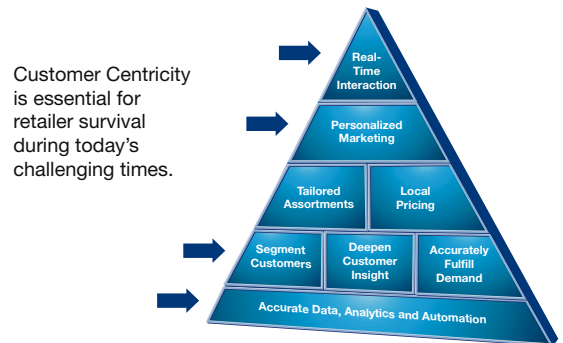 Customer Centricity
is essential for
retailer survival
during today's
challenging times.
Real-
Time
Interaction
Personalized
Marketing
Tailored
Assortments
Local
Pricing
Segment
Customers
Deepen
Customer
Insight
Accurately
Fulfill
Demand
Accurate Data, Analytics and Automation